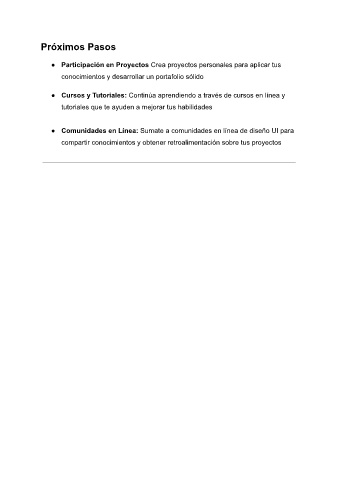 Próximos Pasos
● Participación en Proyectos Crea proyectos personales para aplicar tus
conocimientos y desarrollar un portafolio sólido
● Cursos y Tutoriales: Continúa aprendiendo a través de cursos en línea y
tutoriales que te ayuden a mejorar tus habilidades
● Comunidades en Línea: Sumate a comunidades en línea de diseño UI para
compartir conocimientos y obtener retroalimentación sobre tus proyectos